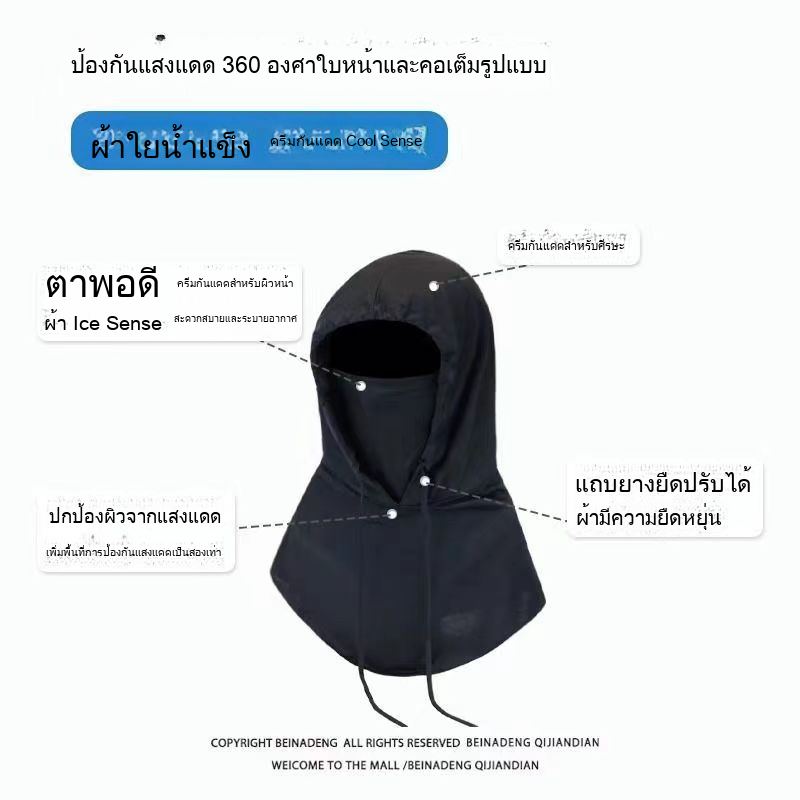 ป้องกันแสงแดด 360 องศาใบหน้าและคอเต็มรูปแบบ
ผ้าใยน้ำแข็ง ครีมกันแดด Cool Sense
ครีมกันแดดสำหรับศีรษะ
ตาพอดี ครีมกันแดดสำหรับผิวหน้า
ผ้า Ice Sense สะดวกสบายและระบายอากาศ
แถบยางยืดปรับได้
ผ้ามีความยืดหยุ่น
ปกป้องผิวจากแสงแดด
เพิ่มพื้นที่การป้องกันแสงแดดเป็นสองเท่า
COPYRIGHT BEINADENG ALL RIGHTS RESERVED BEINADENG QIJIANDIAN
WELCOME TO THE MALL /BEINADENG QIJIANDIAN